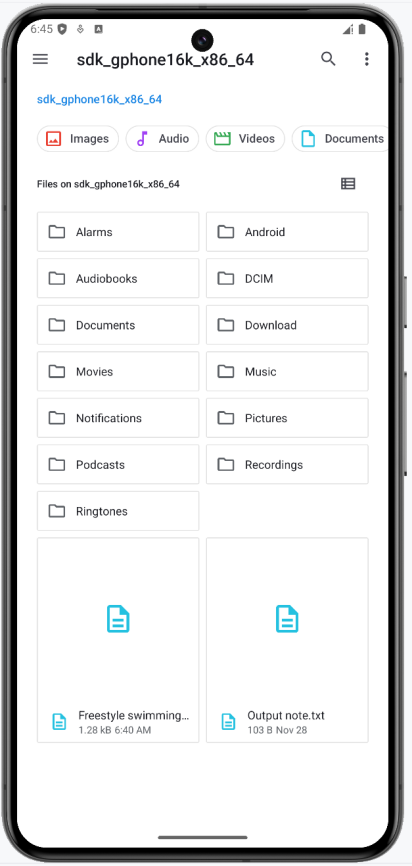 6:45
sdk_gphone16k_x86_64
sdk_gphone16k_x86_64
Images Audio Videos Documents
Files on sdk_gphone16k_x86_64
Alarms Android
Audiobooks DCIM
Documents Download
Movies Music
Notifications Pictures
Podcasts Recordings
Ringtones
Freestyle swimming... Output note.txt
1.28 kB 6:40 AM 103 B Nov 28